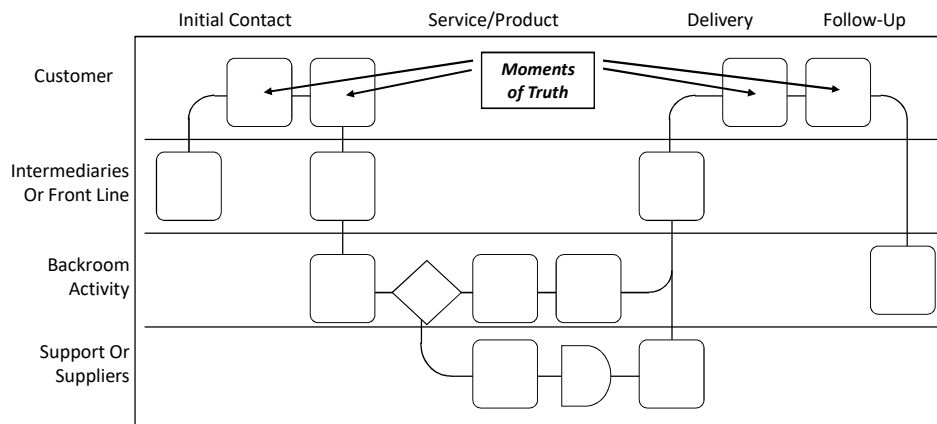 Initial Contact
Service/Product
Delivery
Follow-Up
Customer
Moments
of Truth
Intermediaries
Or Front Line
Backroom
Activity
Support Or
Suppliers